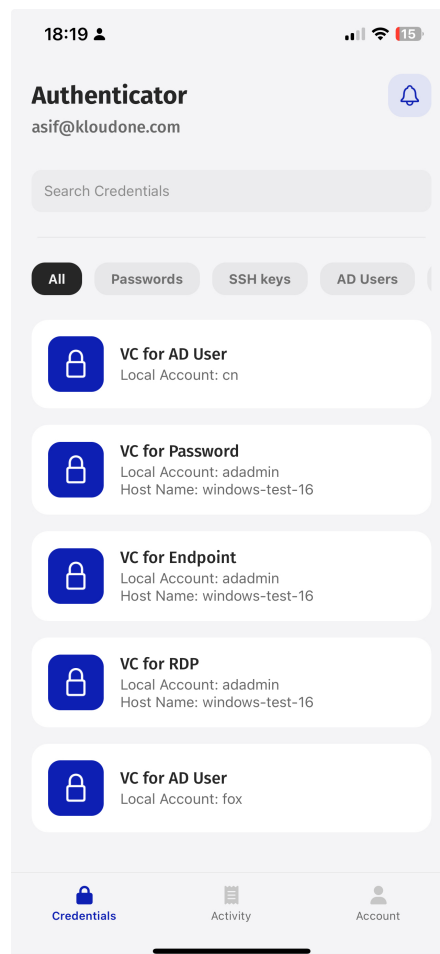 18:19
15
Authenticator
asif@kloudone.com
Search Credentials
All Passwords SSH keys AD Users
VC for AD User
Local Account: cn
VC for Password
Local Account: adadmin
Host Name: windows-test-16
VC for Endpoint
Local Account: adadmin
Host Name: windows-test-16
VC for RDP
Local Account: adadmin
Host Name: windows-test-16
VC for AD User
Local Account: fox
Credentials Activity Account